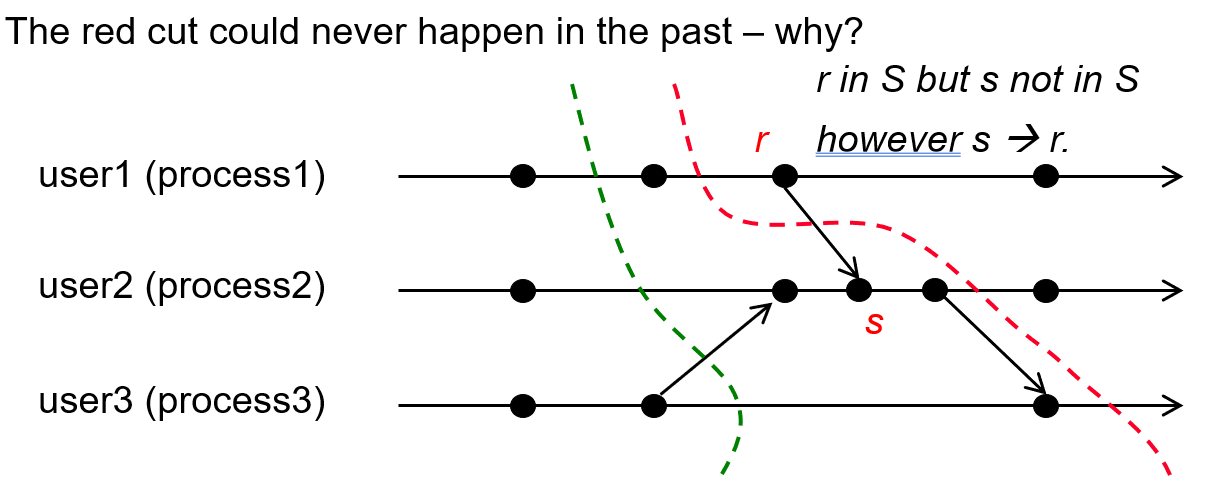 The red cut could never happen in the past – why?
r in S but s not in S
r however s → r.
user1 (process1)
user2 (process2)
s
user3 (process3)